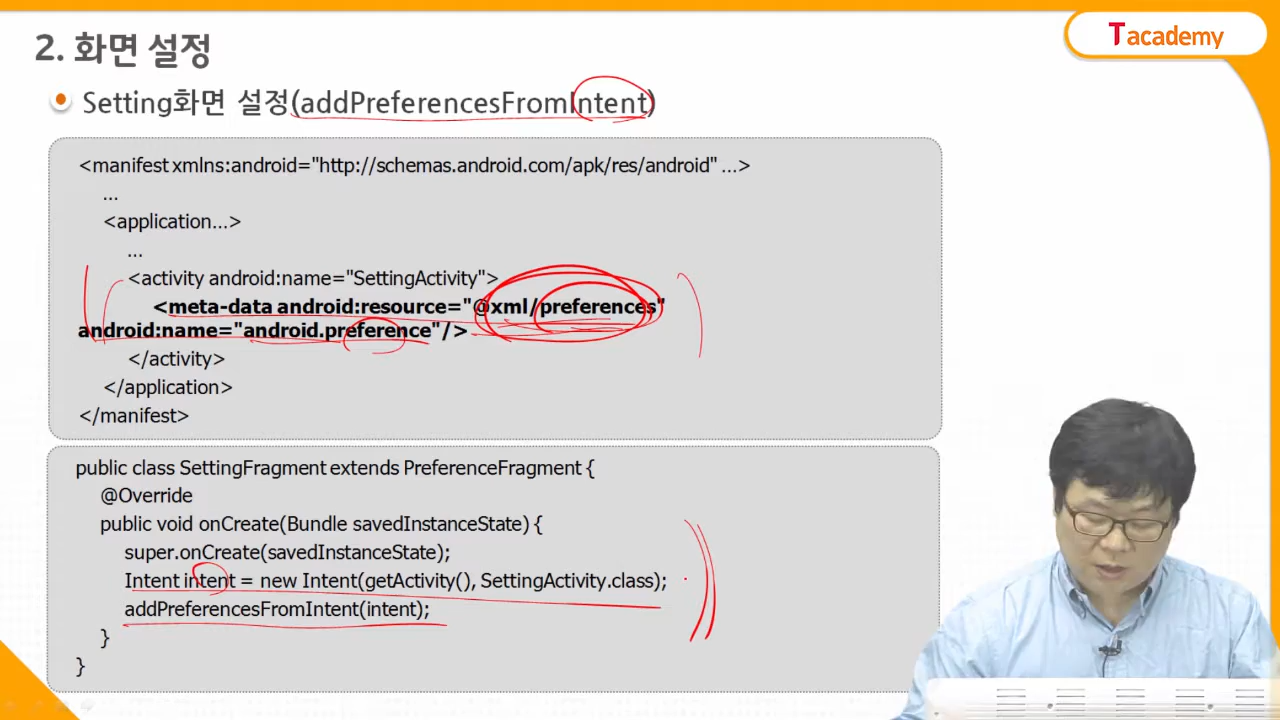 2. 화면 설정
T academy
Setting화면 설정(addPreferencesFromIntent)
<manifest xmlns:android="http://schemas.android.com/apk/res/android" ...>
...
<application...>
...
<activity android:name="SettingActivity">
<meta-data android:resource="@xml/preferences"
android:name="android.preference"/>
</activity>
</application>
</manifest>
public class SettingFragment extends PreferenceFragment {
@Override
public void onCreate(Bundle savedInstanceState) {
super.onCreate(savedInstanceState);
Intent intent = new Intent(getActivity(), SettingActivity.class);
addPreferencesFromIntent(intent);
}
}